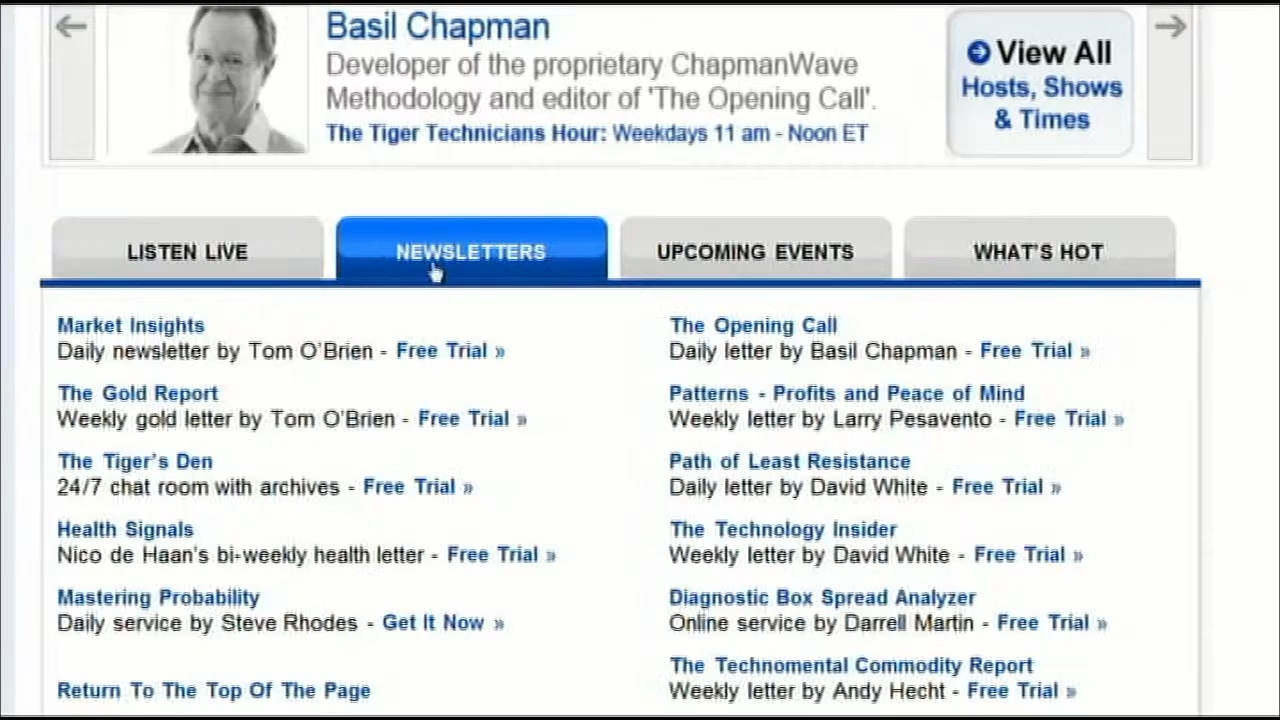 Basil Chapman
Developer of the proprietary ChapmanWave
Methodology and editor of 'The Opening Call'.
The Tiger Technicians Hour: Weekdays 11 am - Noon ET
View All
Hosts, Shows
& Times
LISTEN LIVE
NEWSLETTERS
UPCOMING EVENTS
WHAT'S HOT
Market Insights
Daily newsletter by Tom O'Brien - Free Trial »
The Gold Report
Weekly gold letter by Tom O'Brien - Free Trial »
The Tiger's Den
24/7 chat room with archives - Free Trial »
Health Signals
Nico de Haan's bi-weekly health letter - Free Trial »
Mastering Probability
Daily service by Steve Rhodes - Get It Now »
Return To The Top Of The Page
The Opening Call
Daily letter by Basil Chapman - Free Trial »
Patterns - Profits and Peace of Mind
Weekly letter by Larry Pesavento - Free Trial »
Path of Least Resistance
Daily letter by David White - Free Trial »
The Technology Insider
Weekly letter by David White - Free Trial »
Diagnostic Box Spread Analyzer
Online service by Darrell Martin - Free Trial »
The Technomental Commodity Report
Weekly letter by Andy Hecht - Free Trial »